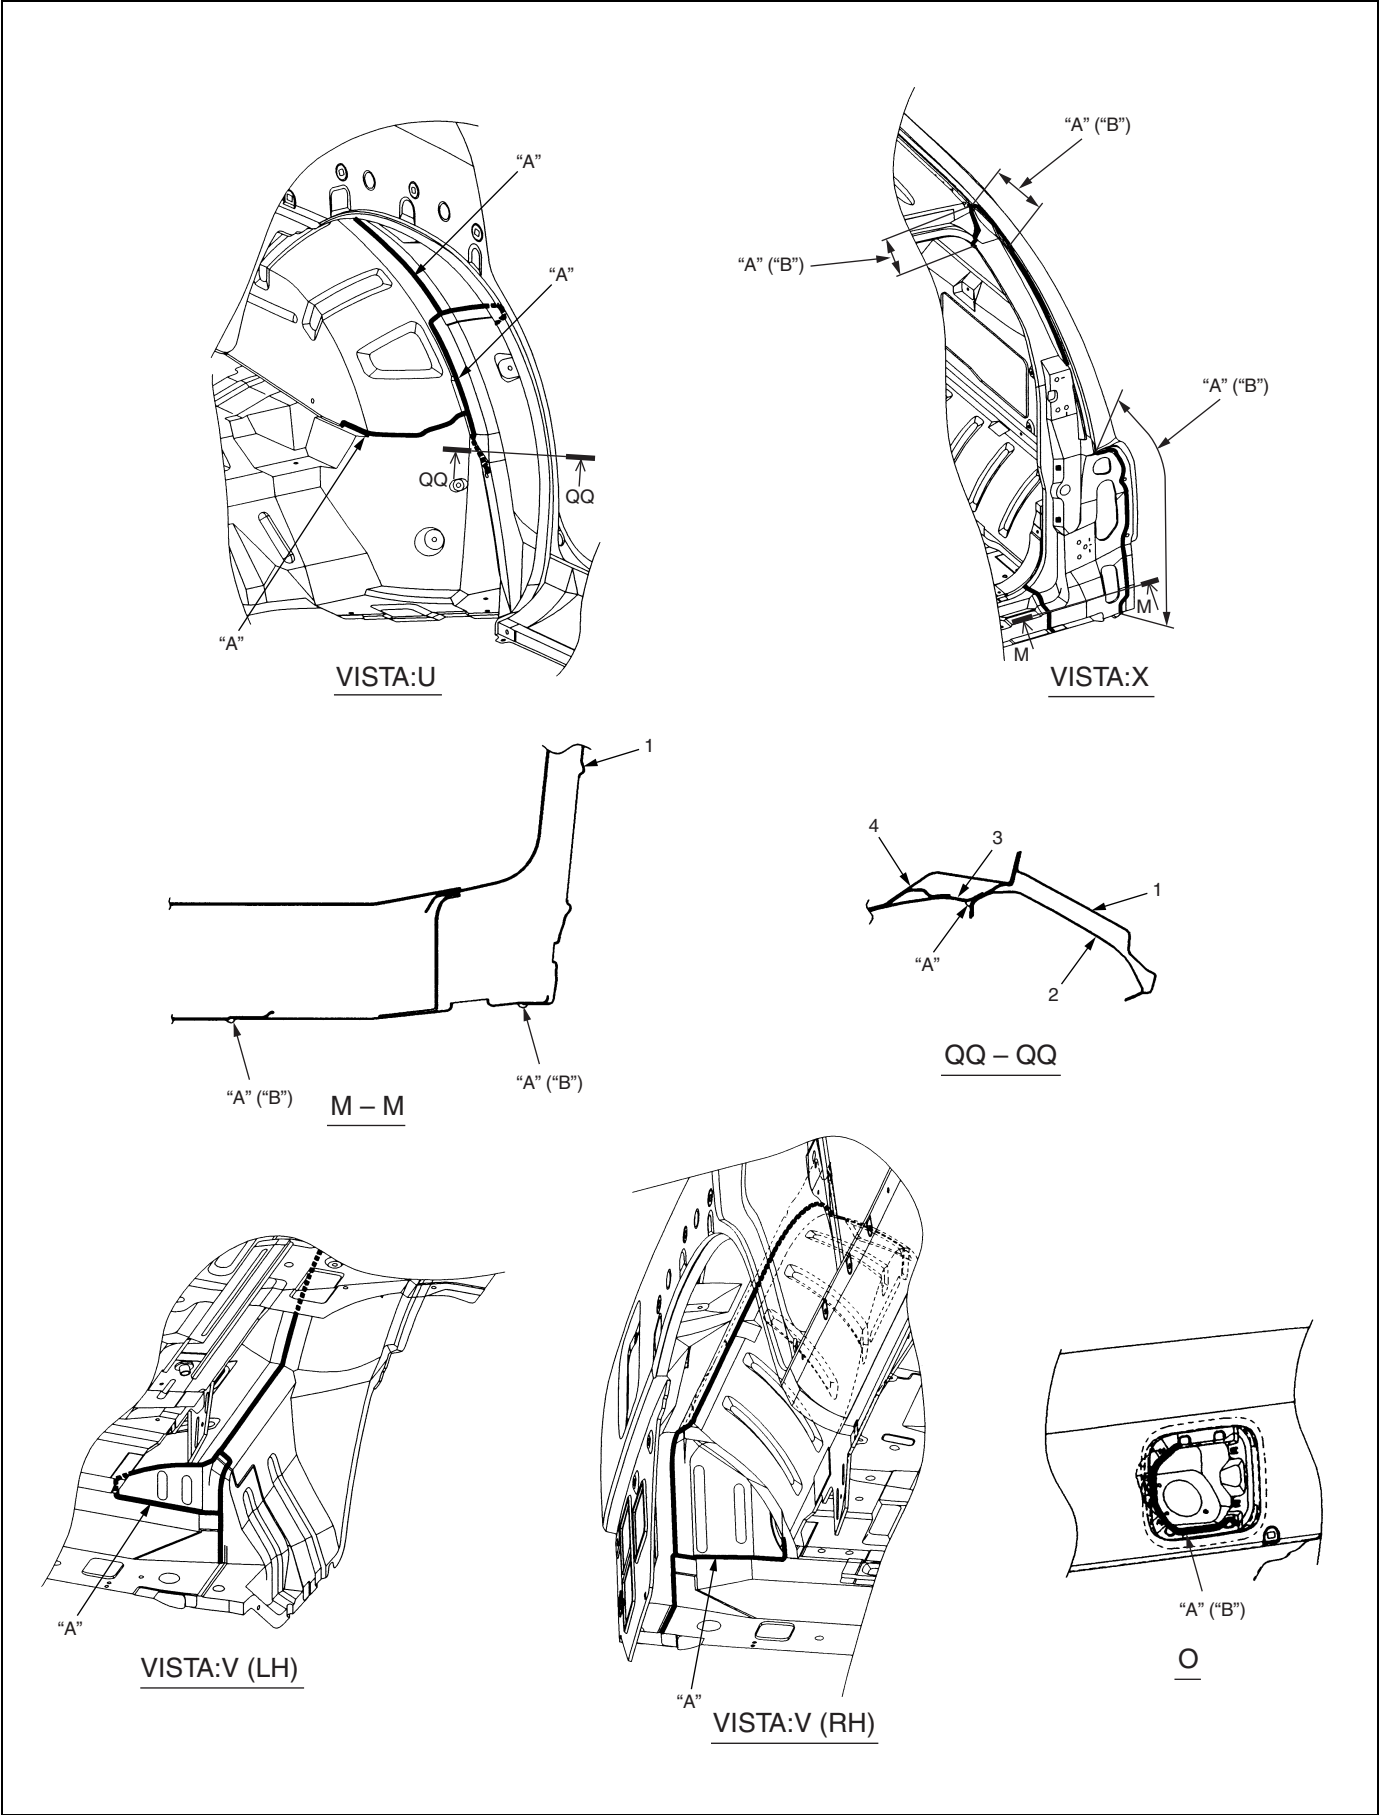 “A”
“A”
QQ
QQ
“A”
VISTA:U
“A” (“B”)
“A” (“B”)
“A” (“B”)
M
M
VISTA:X
1
“A” (“B”)
“A” (“B”)
M – M
4
3
1
“A”
2
QQ – QQ
“A”
VISTA:V (LH)
“A”
VISTA:V (RH)
“A” (“B”)
O